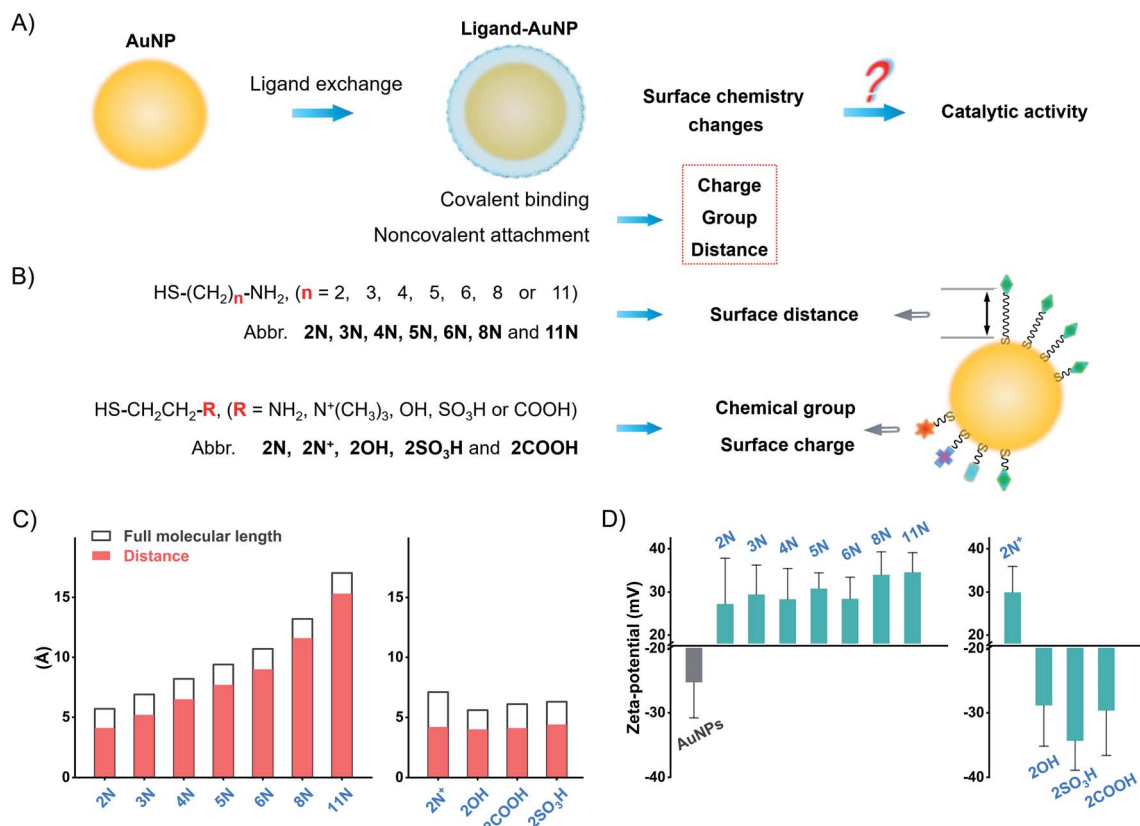 A)
AuNP
Ligand-AuNP
Ligand exchange
Surface chemistry
changes
?
Catalytic activity
Covalent binding
Noncovalent attachment
Charge
Group
Distance
B)
HS-(CH₂)n-NH₂, (n = 2, 3, 4, 5, 6, 8 or 11)
Abbr. 2N, 3N, 4N, 5N, 6N, 8N and 11N
Surface distance
HS-CH₂CH₂-R, (R = NH₂, N⁺(CH₃)₃, OH, SO₃H or COOH)
Abbr. 2N, 2N⁺, 2OH, 2SO₃H and 2COOH
Chemical group
Surface charge
S S S S S S S S
C)
Full molecular length
Distance
(Å)
15
10
5
0
2N 3N 4N 5N 6N 8N 11N
15
10
5
0
2N⁺ 2OH 2COOH 2SO₃H
D)
Zeta-potential (mV)
40
30
20
-20
-30
-40
AuNPs
2N 3N 4N 5N 6N 8N 11N
40
30
20
-20
-30
-40
2N⁺
2OH 2SO₃H 2COOH